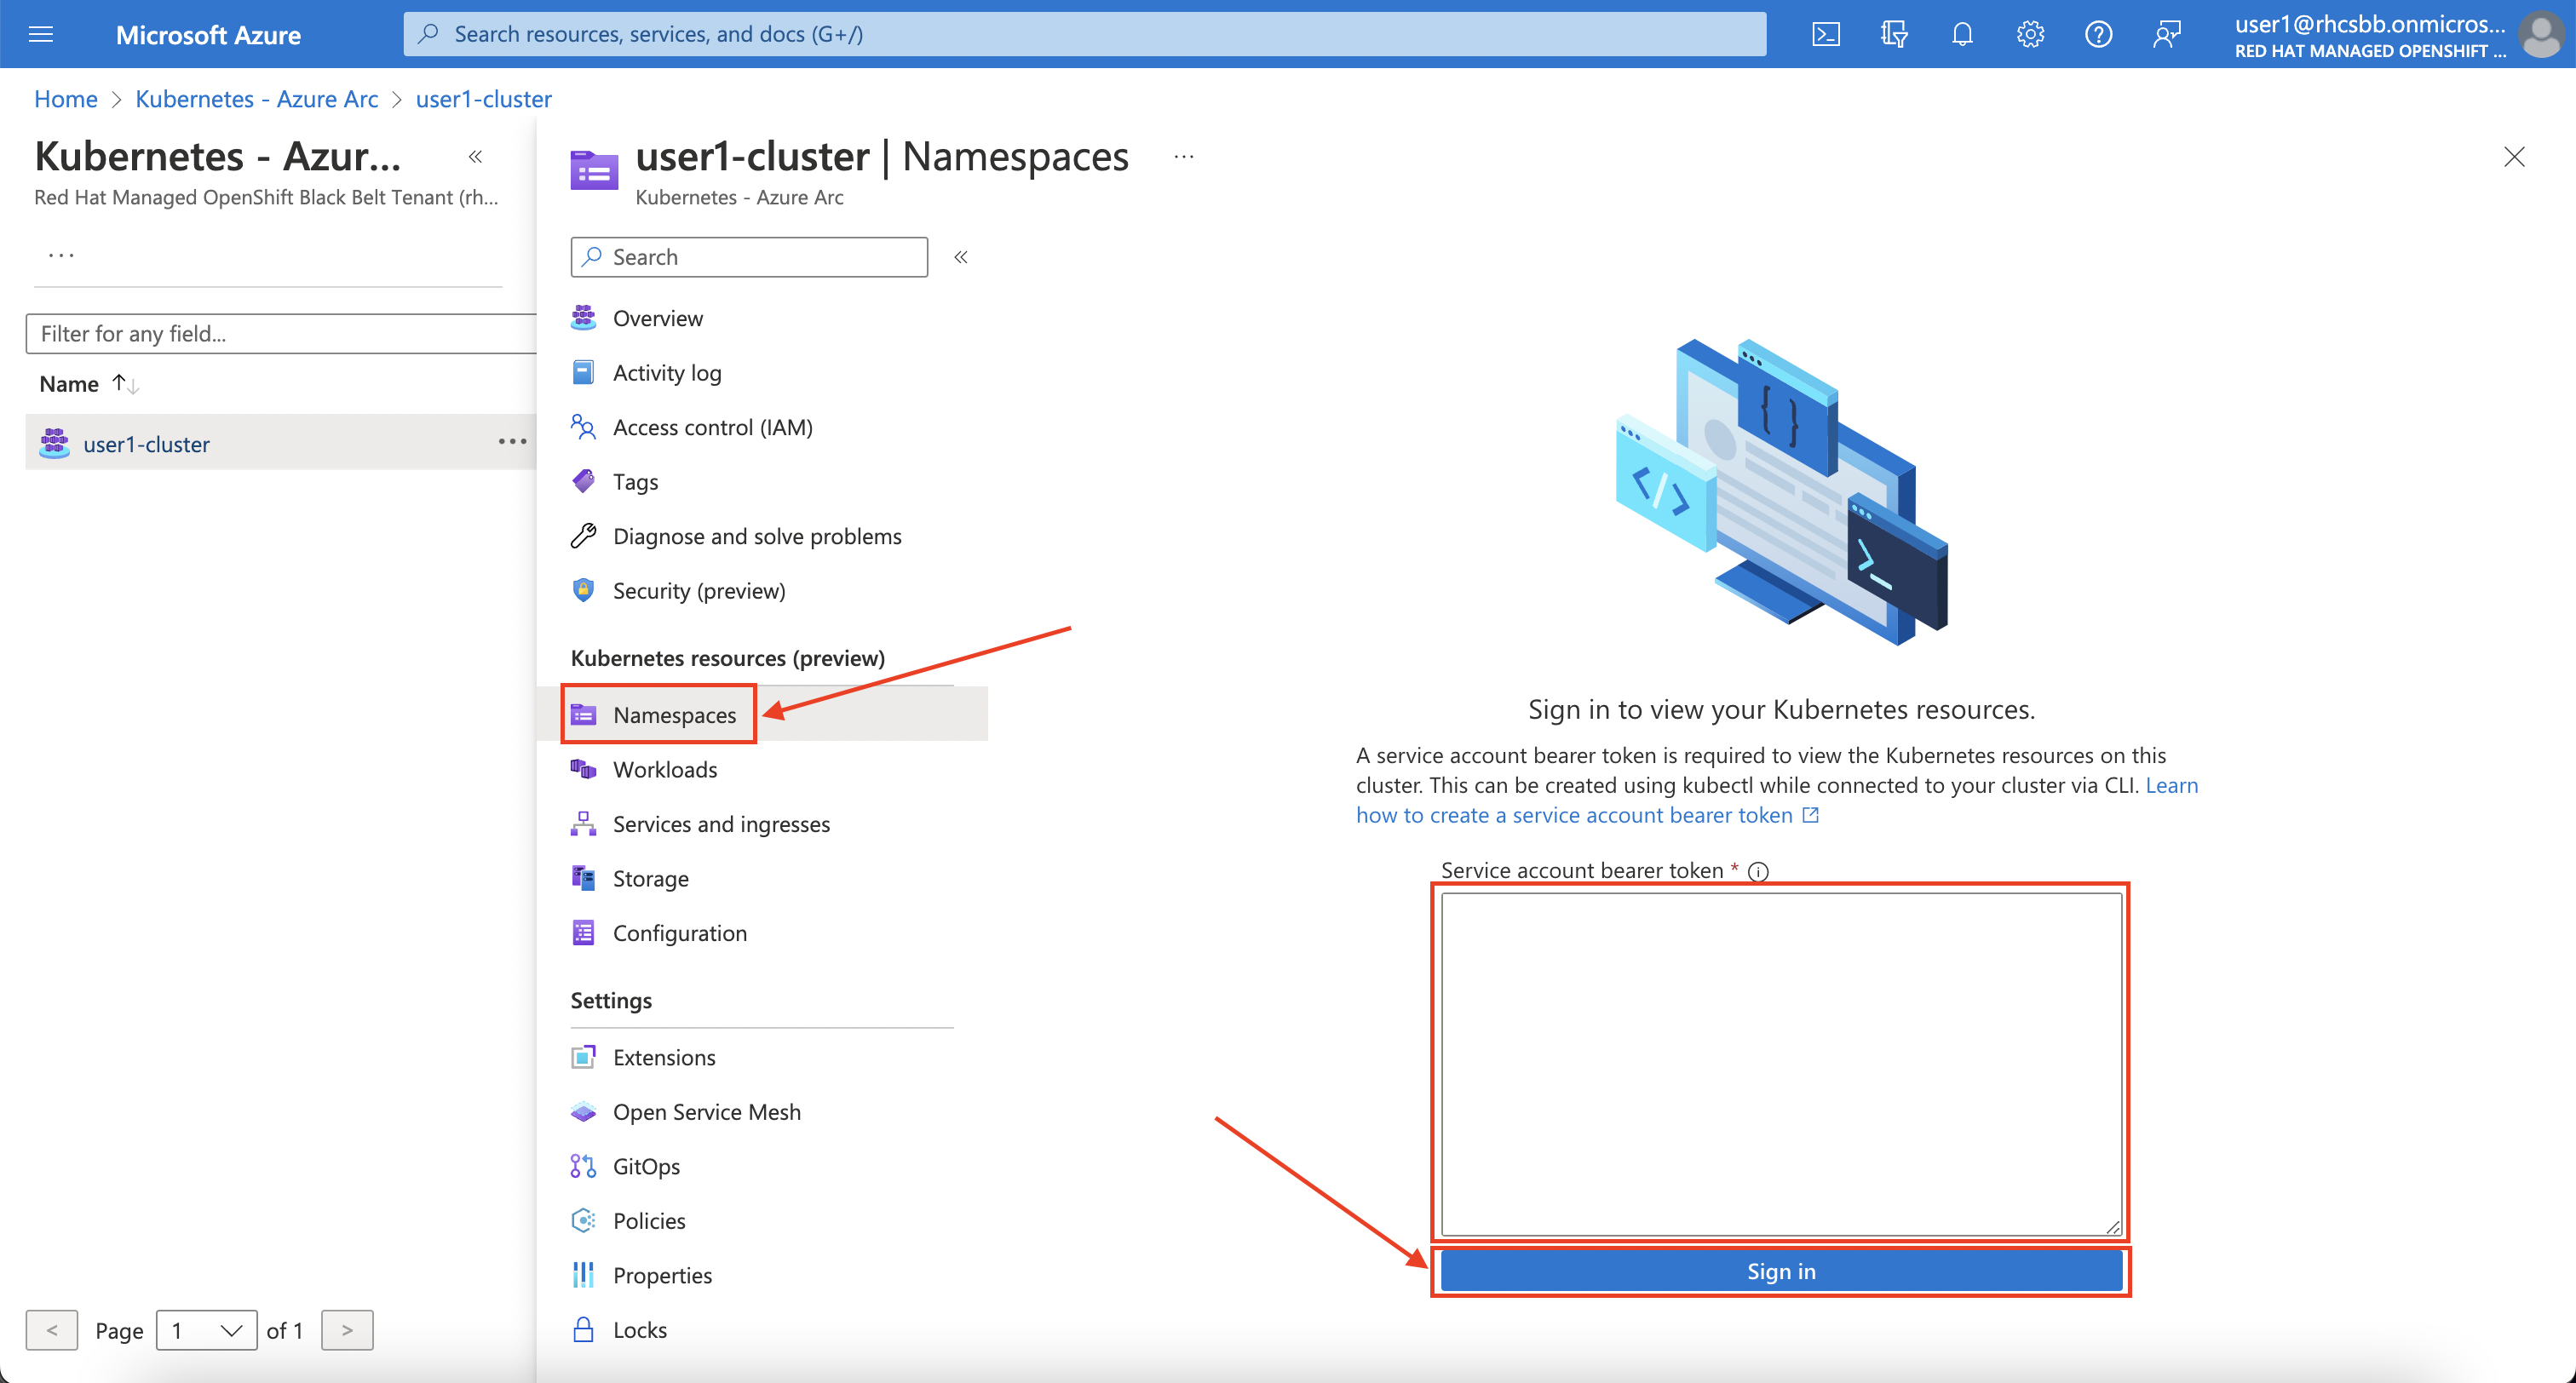 Microsoft Azure
Search resources, services, and docs (G+/)
user1@rhcsbb.onmicros...
RED HAT MANAGED OPENSHIFT ...
Home > Kubernetes - Azure Arc > user1-cluster
Kubernetes - Azur...
Red Hat Managed OpenShift Black Belt Tenant (rh...
...
Filter for any field...
Name
user1-cluster
...
< Page 1 of 1 >
user1-cluster | Namespaces
...
Kubernetes - Azure Arc
Search
Overview
Activity log
Access control (IAM)
Tags
Diagnose and solve problems
Security (preview)
Kubernetes resources (preview)
Namespaces
Workloads
Services and ingresses
Storage
Configuration
Settings
Extensions
Open Service Mesh
GitOps
Policies
Properties
Locks
Sign in to view your Kubernetes resources.
A service account bearer token is required to view the Kubernetes resources on this
cluster. This can be created using kubectl while connected to your cluster via CLI. Learn
how to create a service account bearer token
Service account bearer token *
Sign in